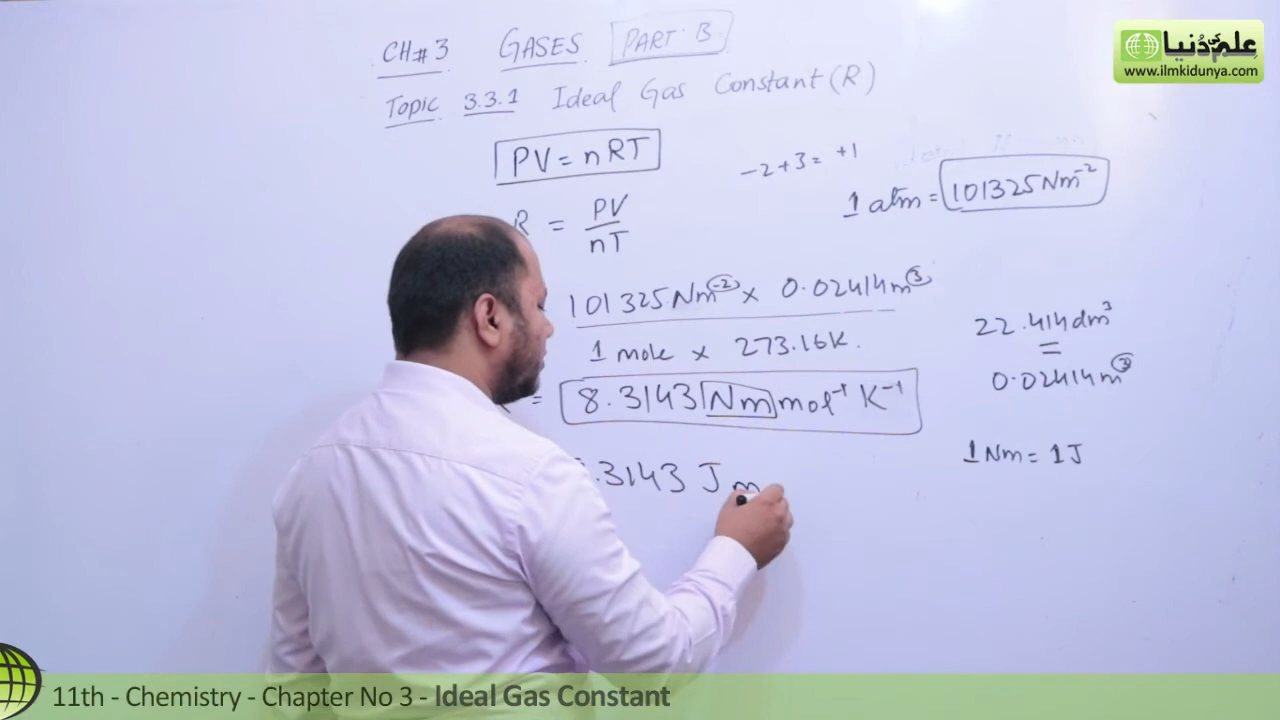 CH#3 GASES PART·B
علم کی دُنیا
www.ilmkidunya.com
Topic 3.3.1 Ideal Gas Constant (R)
PV = nRT
-2+3= +1
1 atm = 101325 Nm⁻²
R = PV
nT
101325 Nm⁻² × 0.02414 m³
1 mole × 273.16K.
22.414 dm³
=
0.02414 m³
= 8.3143 Nm mol⁻¹ K⁻¹
1 Nm = 1J
.3143 J m
11th - Chemistry - Chapter No 3 - Ideal Gas Constant